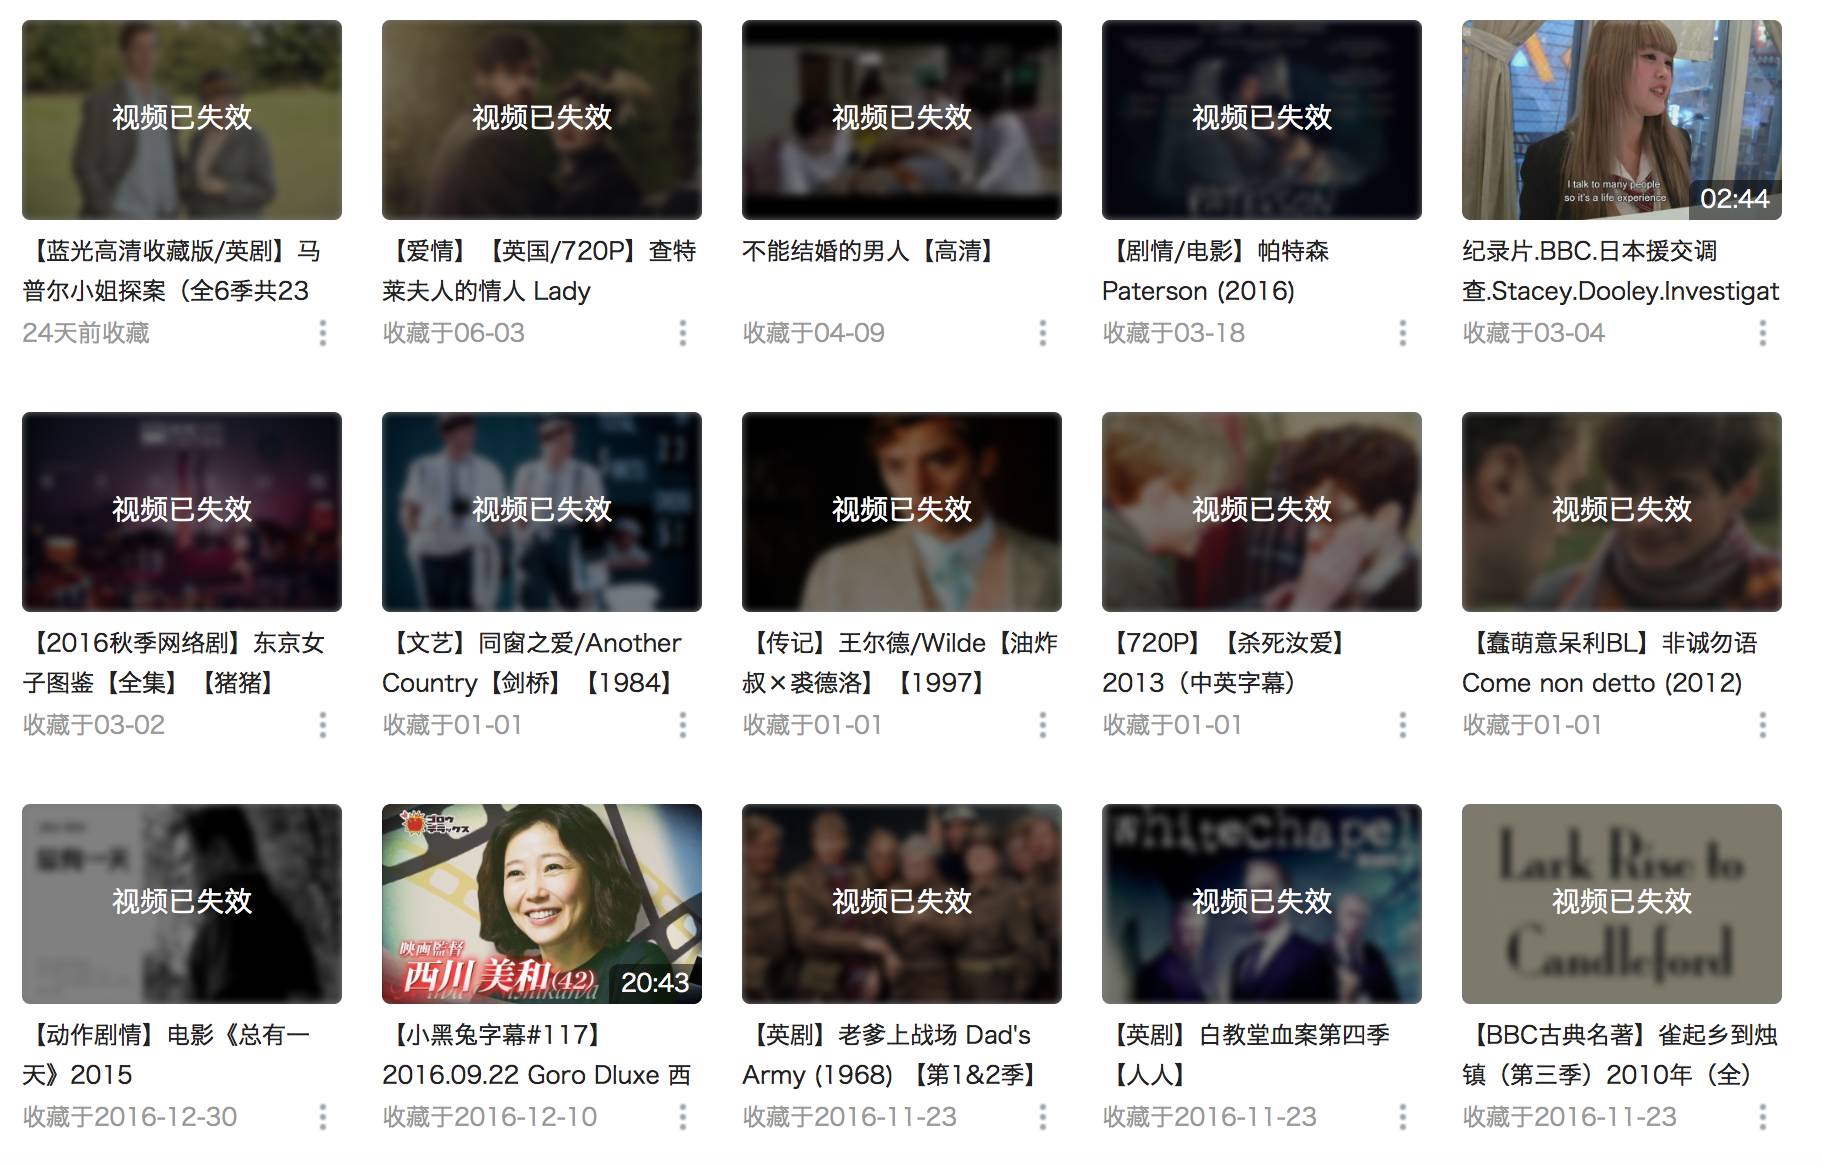 视频已失效
视频已失效
视频已失效
视频已失效
I talk to many people
so it's a life experience
02:44
【蓝光高清收藏版/英剧】马
普尔小姐探案（全6季共23
24天前收藏
【爱情】【英国/720P】查特
莱夫人的情人 Lady
收藏于06-03
不能结婚的男人【高清】
收藏于04-09
【剧情/电影】帕特森
Paterson (2016)
收藏于03-18
纪录片.BBC.日本援交调
查.Stacey.Dooley.Investigat
收藏于03-04
视频已失效
视频已失效
视频已失效
视频已失效
视频已失效
【2016秋季网络剧】东京女
子图鉴【全集】【猪猪】
收藏于03-02
【文艺】同窗之爱/Another
Country【剑桥】【1984】
收藏于01-01
【传记】王尔德/Wilde【油炸
叔×裘德洛】【1997】
收藏于01-01
【720P】【杀死汝爱】
2013（中英字幕）
收藏于01-01
【蠢萌意呆利BL】非诚勿语
Come non detto (2012)
收藏于01-01
视频已失效
ゴロウ
デラックス
映画監督
西川 美和(42)
20:43
视频已失效
whitechapel
视频已失效
Lark Rise to
视频已失效
Candleford
【动作剧情】电影《总有一
天》2015
收藏于2016-12-30
【小黑兔字幕#117】
2016.09.22 Goro Dluxe 西
收藏于2016-12-10
【英剧】老爹上战场 Dad's
Army (1968) 【第1&2季】
收藏于2016-11-23
【英剧】白教堂血案第四季
【人人】
收藏于2016-11-23
【BBC古典名著】雀起乡到烛
镇（第三季）2010年（全）
收藏于2016-11-23